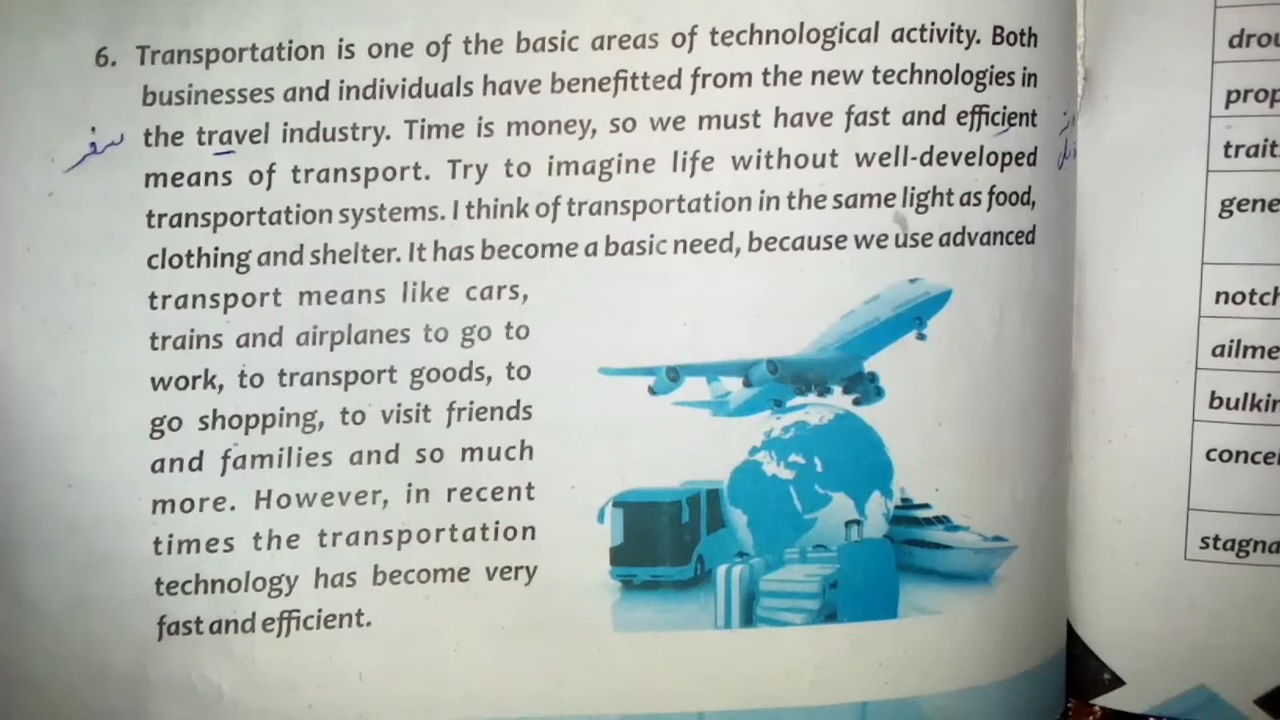 6. Transportation is one of the basic areas of technological activity. Both
businesses and individuals have benefitted from the new technologies in
the travel industry. Time is money, so we must have fast and efficient
سفر
means of transport. Try to imagine life without well-developed
transportation systems. I think of transportation in the same light as food,
clothing and shelter. It has become a basic need, because we use advanced
transport means like cars,
trains and airplanes to go to
work, to transport goods, to
go shopping, to visit friends
and families and so much
more. However, in recent
times the transportation
technology has become very
fast and efficient.
drou
prop
trait
gene
notch
ailme
bulkin
conce
stagna